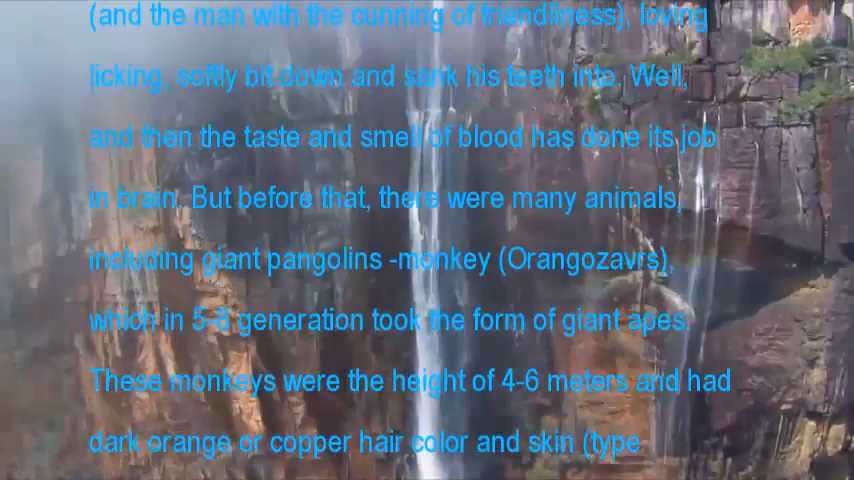 (and the man with the cunning of friendliness), loving
licking, softly bit down and sank his teeth into. Well,
and then the taste and smell of blood has done its job
in brain. But before that, there were many animals,
including giant pangolins -monkey (Orangozavrs),
which in 5-8 generation took the form of giant apes.
These monkeys were the height of 4-6 meters and had
dark orange or copper hair color and skin (type